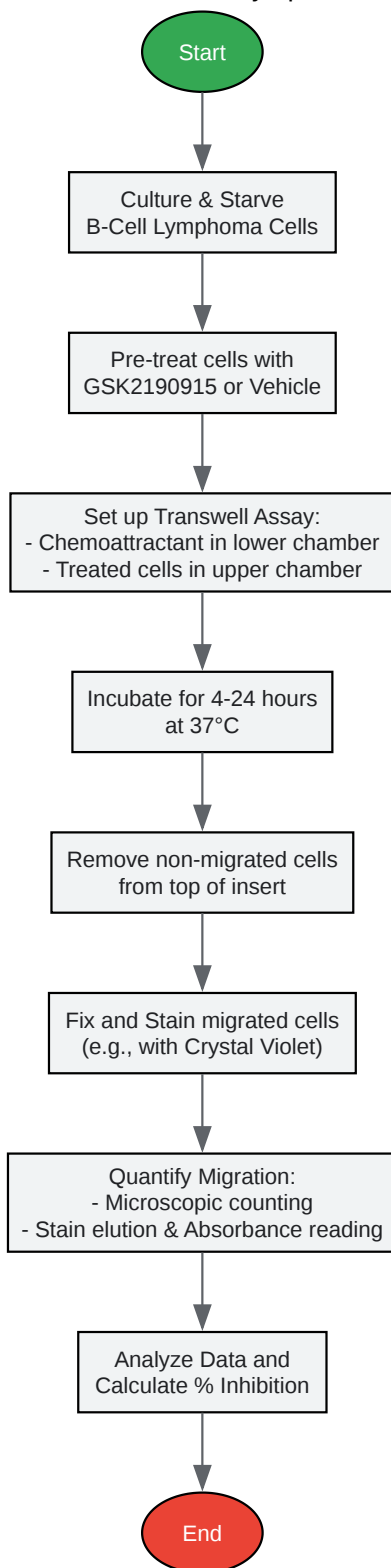 Start
Culture & Starve
B-Cell Lymphoma Cells
Pre-treat cells with
GSK2190915 or Vehicle
Set up Transwell Assay:
- Chemoattractant in lower chamber
- Treated cells in upper chamber
Incubate for 4-24 hours
at 37°C
Remove non-migrated cells
from top of insert
Fix and Stain migrated cells
(e.g., with Crystal Violet)
Quantify Migration:
- Microscopic counting
- Stain elution & Absorbance reading
Analyze Data and
Calculate % Inhibition
End